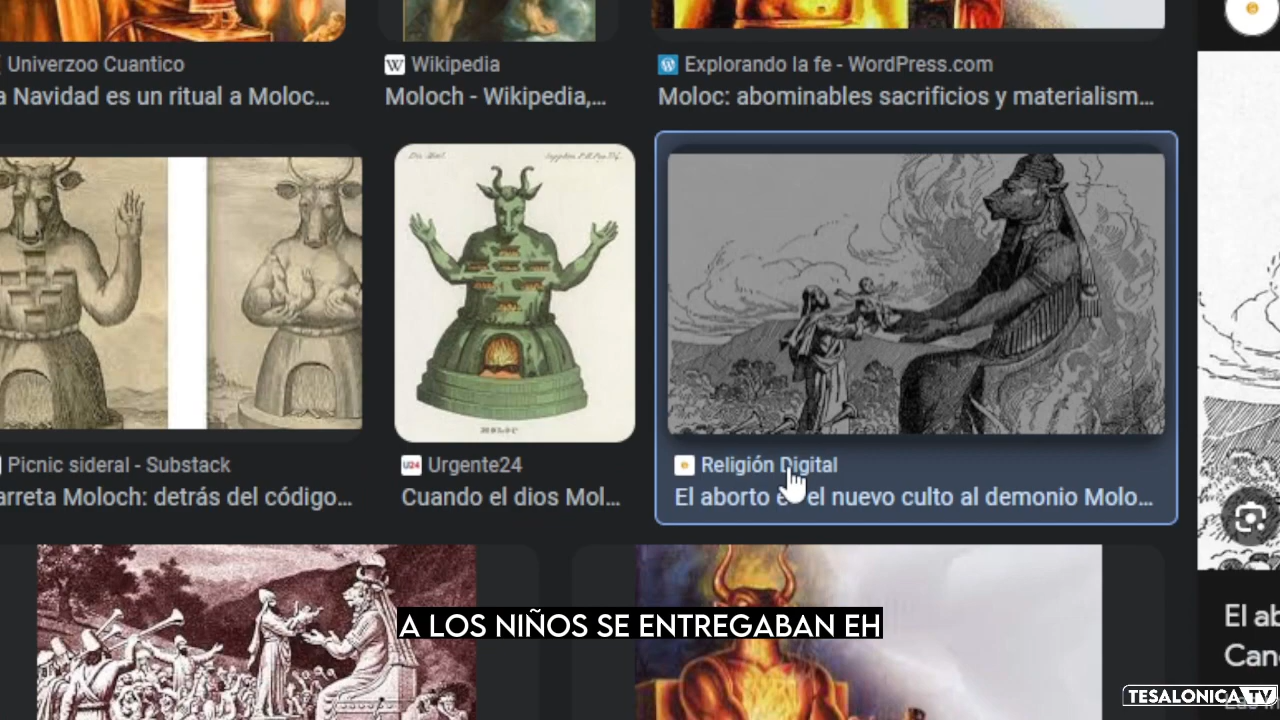 Univerzoo Cuantico
a Navidad es un ritual a Moloc...
W Wikipedia
Moloch - Wikipedia,...
Explorando la fe - WordPress.com
Moloc: abominables sacrificios y materialism...
Picnic sideral - Substack
arreta Moloch: detrás del código...
MOLOC
U24 Urgente24
Cuando el dios Mol...
Religión Digital
El aborto el nuevo culto al demonio Molo...
A LOS NIÑOS SE ENTREGABAN EH
El ab
Can
TESALONICA TV